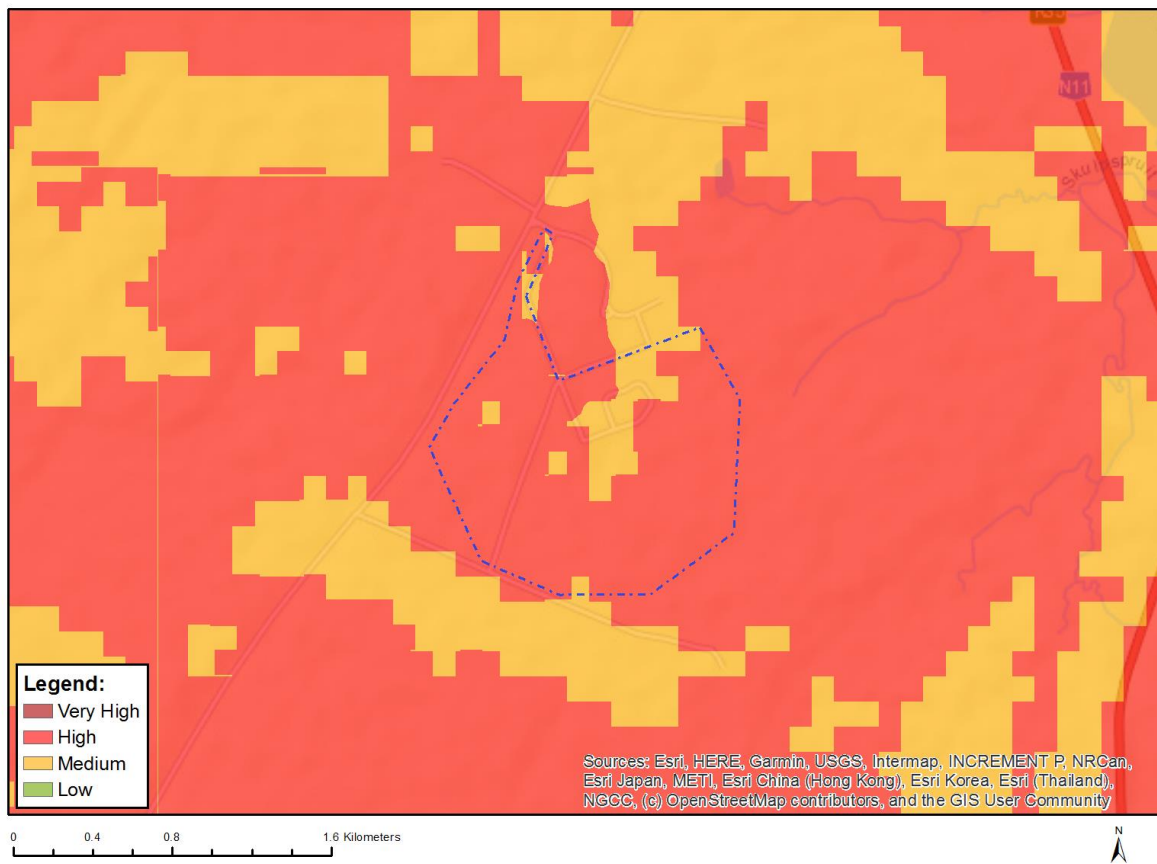 N11
Skuinspruit
Legend:
Very High
High
Medium
Low
Sources: Esri, HERE, Garmin, USGS, Intermap, INCREMENT P, NRCan,
Esri Japan, METI, Esri China (Hong Kong), Esri Korea, Esri (Thailand),
NGCC, (c) OpenStreetMap contributors, and the GIS User Community
0 0.4 0.8 1.6 Kilometers
N